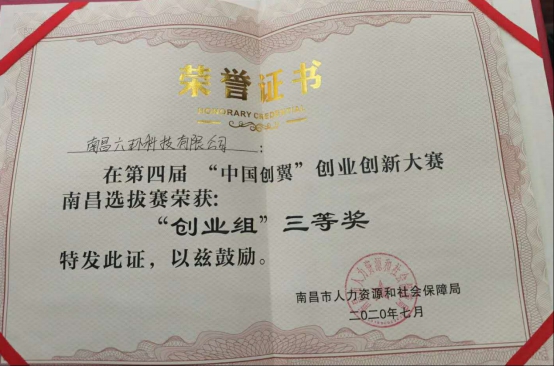 荣誉证书
HONORARY CREDENTIAL
南昌六环科技有限公司:
在第四届“中国创翼”创业创新大赛
南昌选拔赛荣获:
“创业组”三等奖
特发此证，以兹鼓励。
南昌市人力资源和社会保障局
二〇二〇年七月